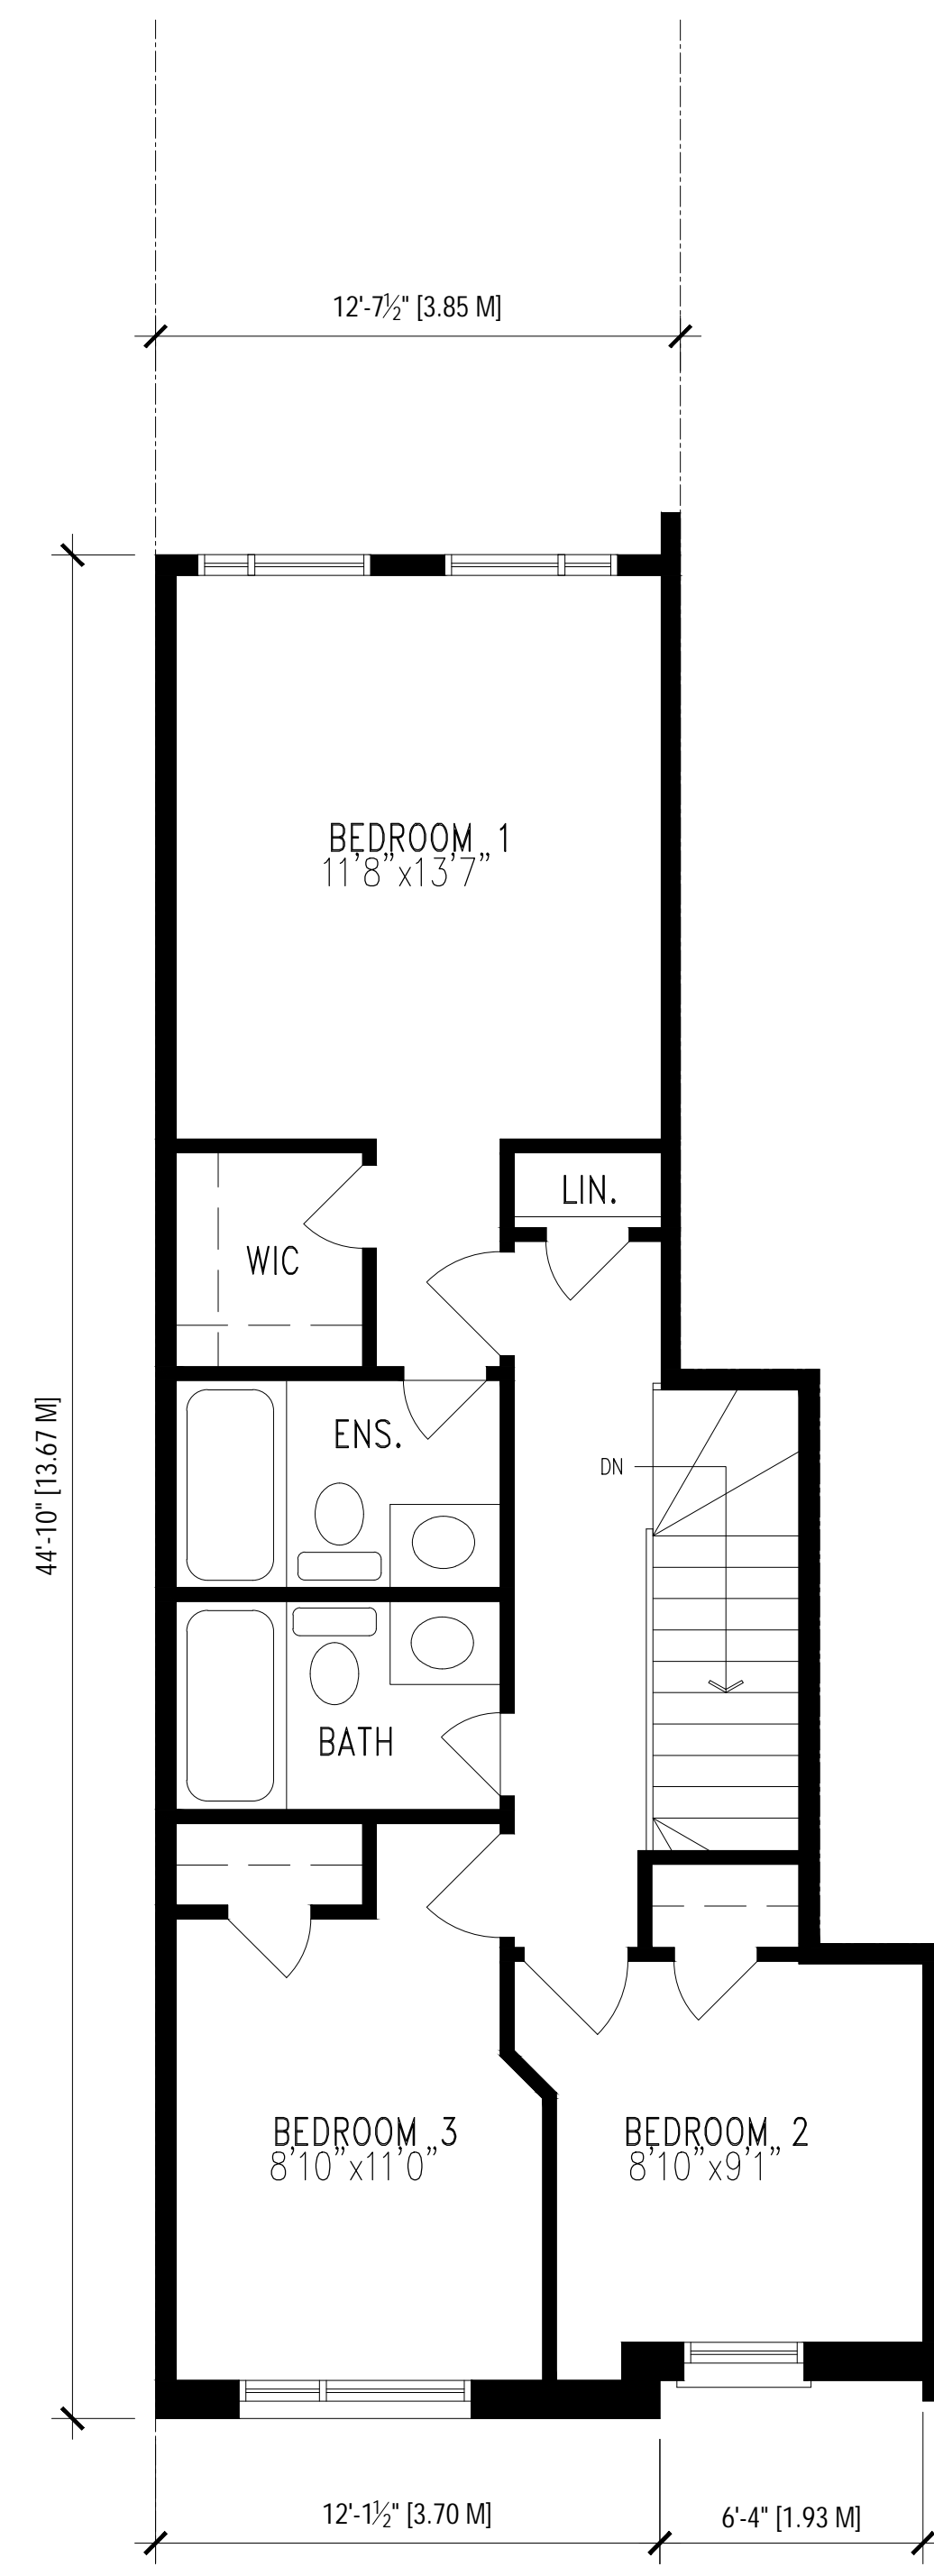 12'-7½" [3.85 M]
BEDROOM 1
11'8"x13'7"
LIN.
WIC
ENS.
DN
44'-10" [13.67 M]
BATH
BEDROOM 3
8'10"x11'0"
BEDROOM 2
8'10"x9'1"
12'-1½" [3.70 M]
6'-4" [1.93 M]